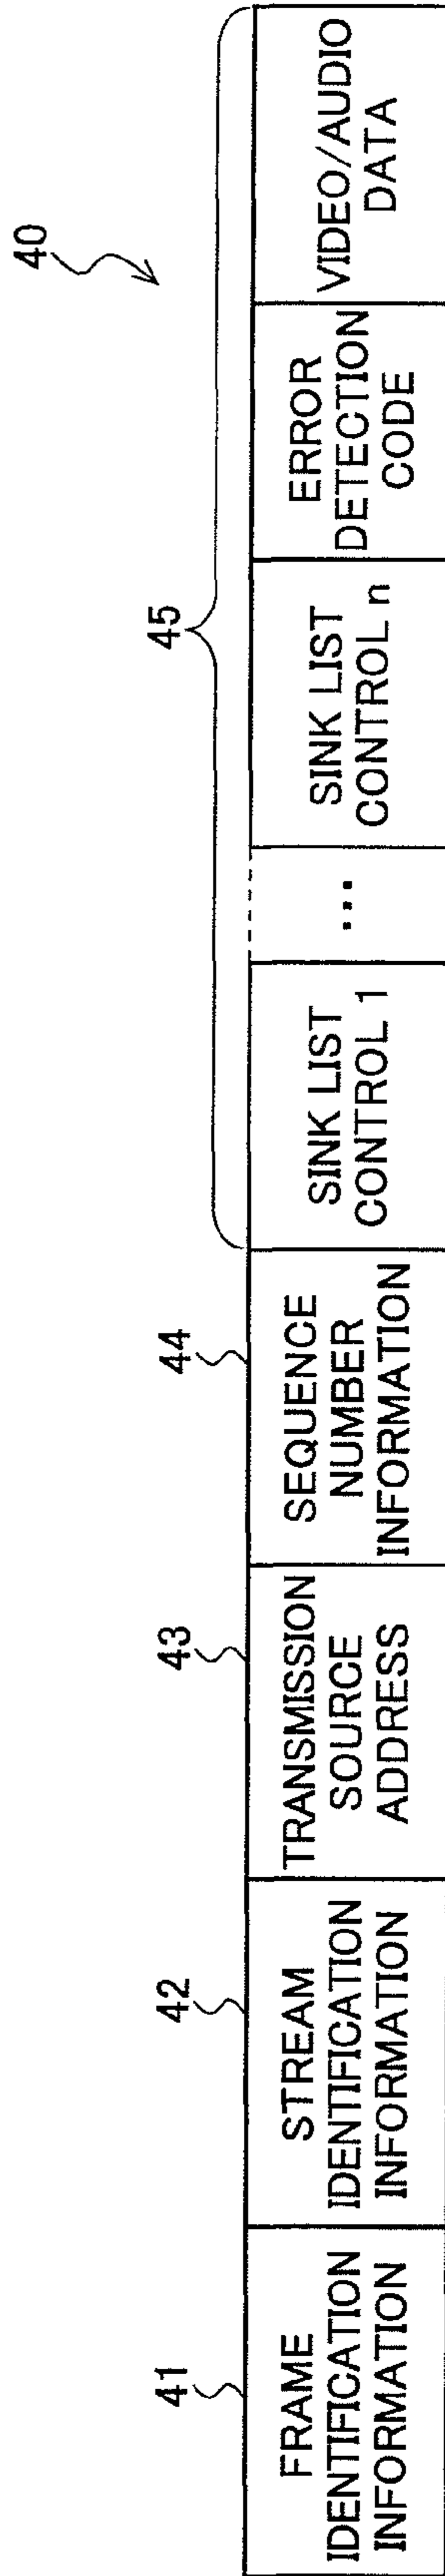 40
45
41
42
43
44
FRAME
IDENTIFICATION
INFORMATION
STREAM
IDENTIFICATION
INFORMATION
TRANSMISSION
SOURCE
ADDRESS
SEQUENCE
NUMBER
INFORMATION
SINK LIST
CONTROL 1
...
SINK LIST
CONTROL n
ERROR
DETECTION
CODE
VIDEO/AUDIO
DATA